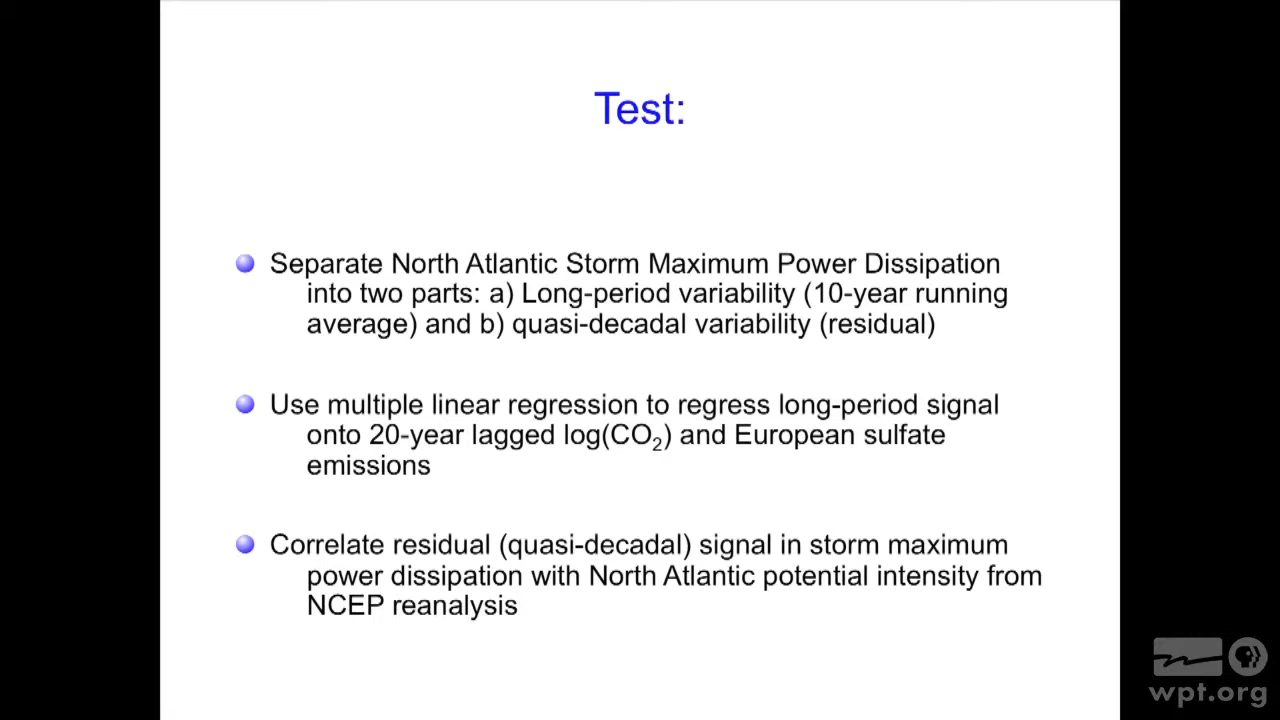 Test:
Separate North Atlantic Storm Maximum Power Dissipation
into two parts: a) Long-period variability (10-year running
average) and b) quasi-decadal variability (residual)
Use multiple linear regression to regress long-period signal
onto 20-year lagged log(CO₂) and European sulfate
emissions
Correlate residual (quasi-decadal) signal in storm maximum
power dissipation with North Atlantic potential intensity from
NCEP reanalysis
wpt.org